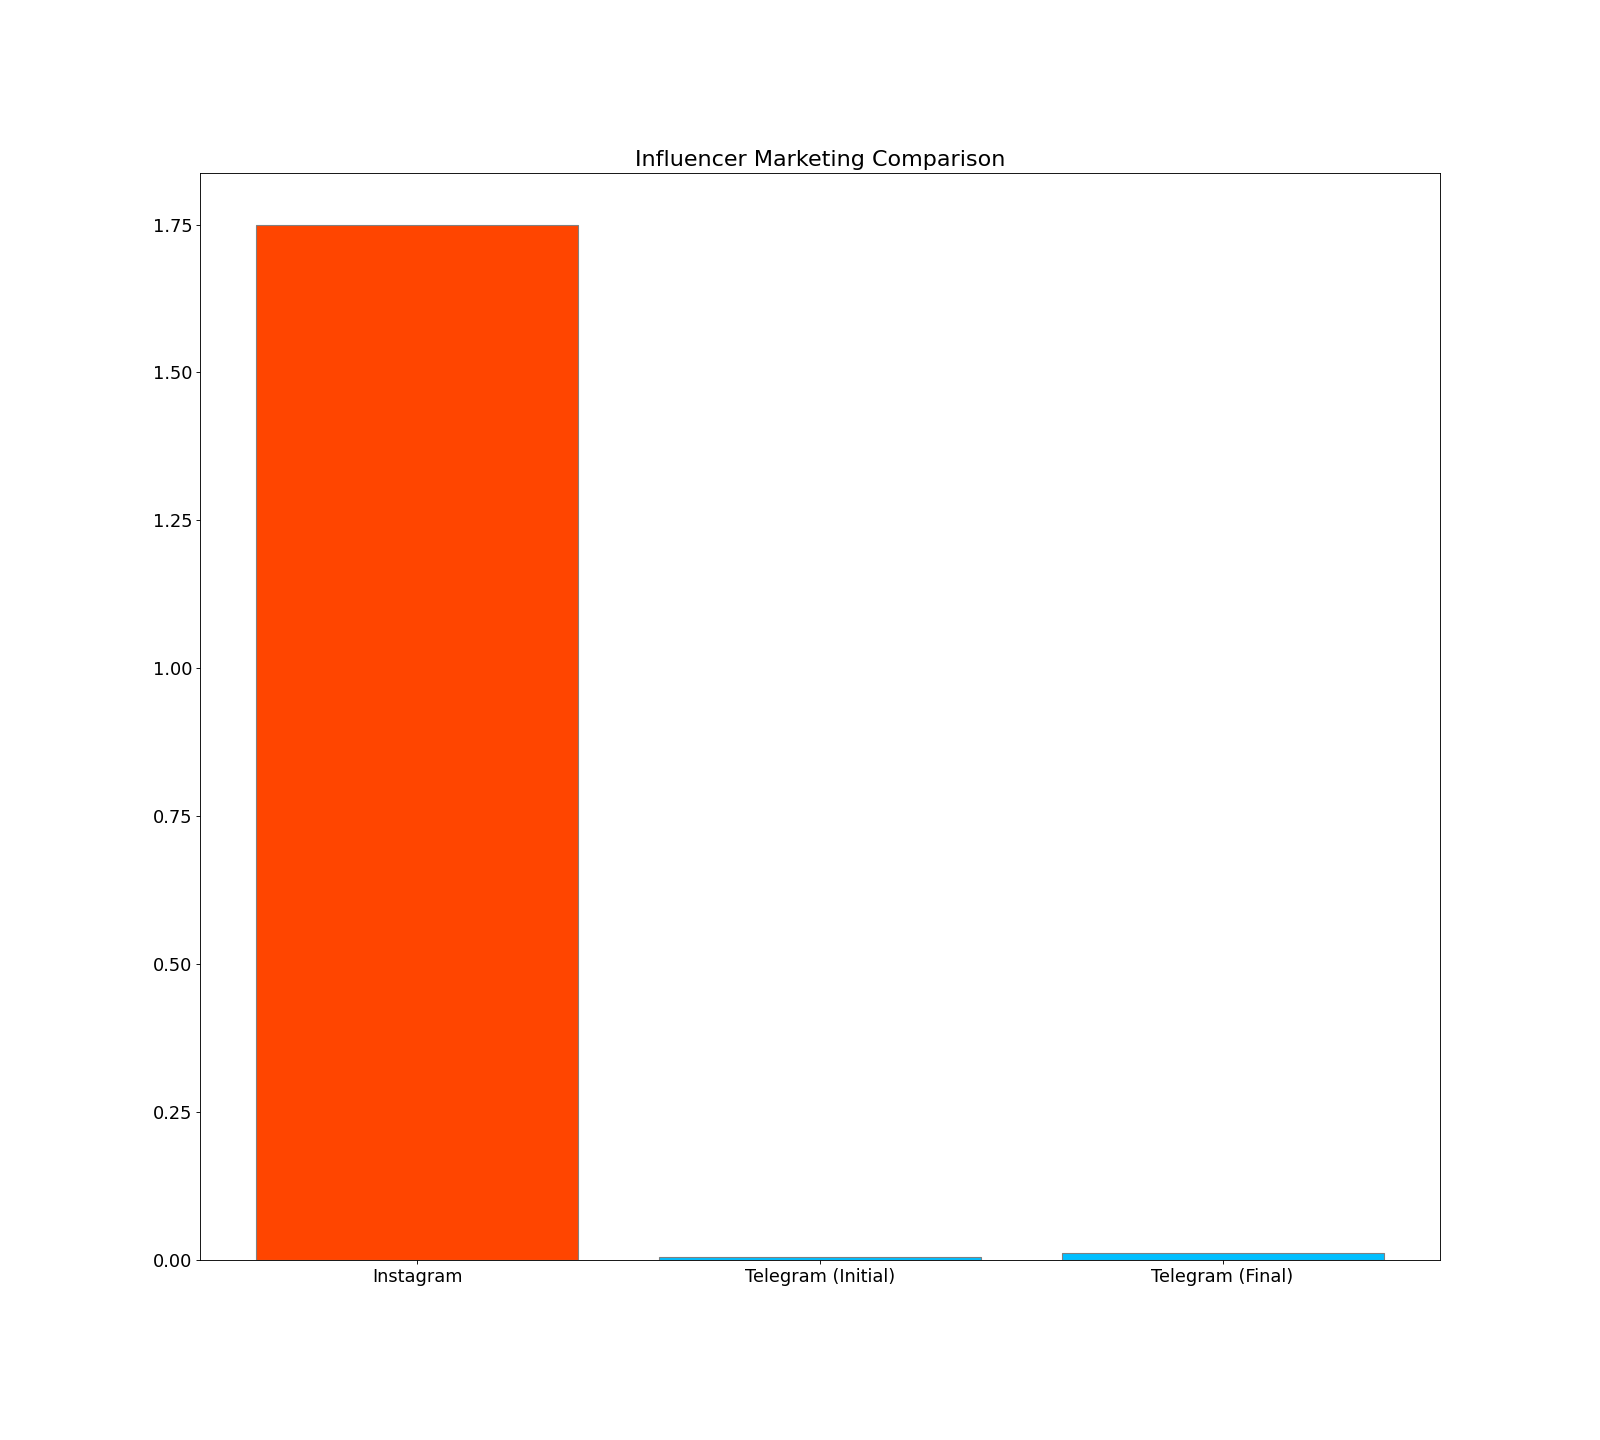 Influencer Marketing Comparison
1.75
1.50
1.25
1.00
0.75
0.50
0.25
0.00
Instagram
Telegram (Initial)
Telegram (Final)